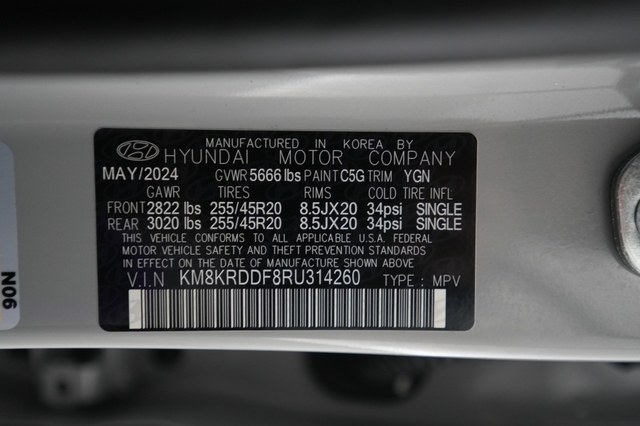 MANUFACTURED IN KOREA BY
HYUNDAI MOTOR COMPANY
MAY/2024 GVWR 5666 lbs PAINT C5G TRIM YGN
GAWR TIRES RIMS COLD TIRE INFL
FRONT 2822 lbs 255/45R20 8.5JX20 34psi SINGLE
REAR 3020 lbs 255/45R20 8.5JX20 34psi SINGLE
THIS VEHICLE CONFORMS TO ALL APPLICABLE U.S.A. FEDERAL
MOTOR VEHICLE SAFETY AND THEFT PREVENTION STANDARDS
IN EFFECT ON THE DATE OF MANUFACTURE SHOWN ABOVE
V.I.N KM8KRDDF8RU314260 TYPE : MPV
N06